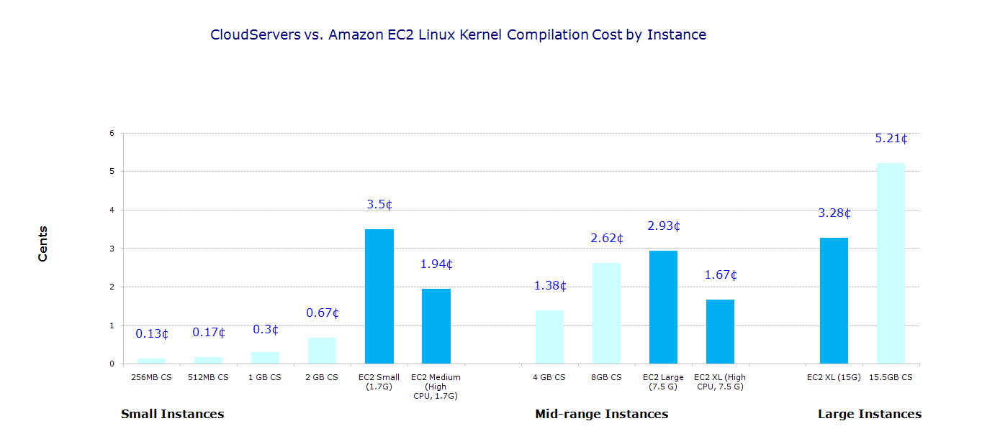 CloudServers vs. Amazon EC2 Linux Kernel Compilation Cost by Instance
Cents
6
5
4
3
2
1
0
0.13¢
0.17¢
0.3¢
0.67¢
3.5¢
1.94¢
1.38¢
2.62¢
2.93¢
1.67¢
3.28¢
5.21¢
256MB CS
512MB CS
1 GB CS
2 GB CS
EC2 Small
(1.7G)
EC2 Medium
(High
CPU, 1.7G)
4 GB CS
8GB CS
EC2 Large
(7.5 G)
EC2 XL (High
CPU, 7.5 G)
EC2 XL (15G)
15.5GB CS
Small Instances
Mid-range Instances
Large Instances